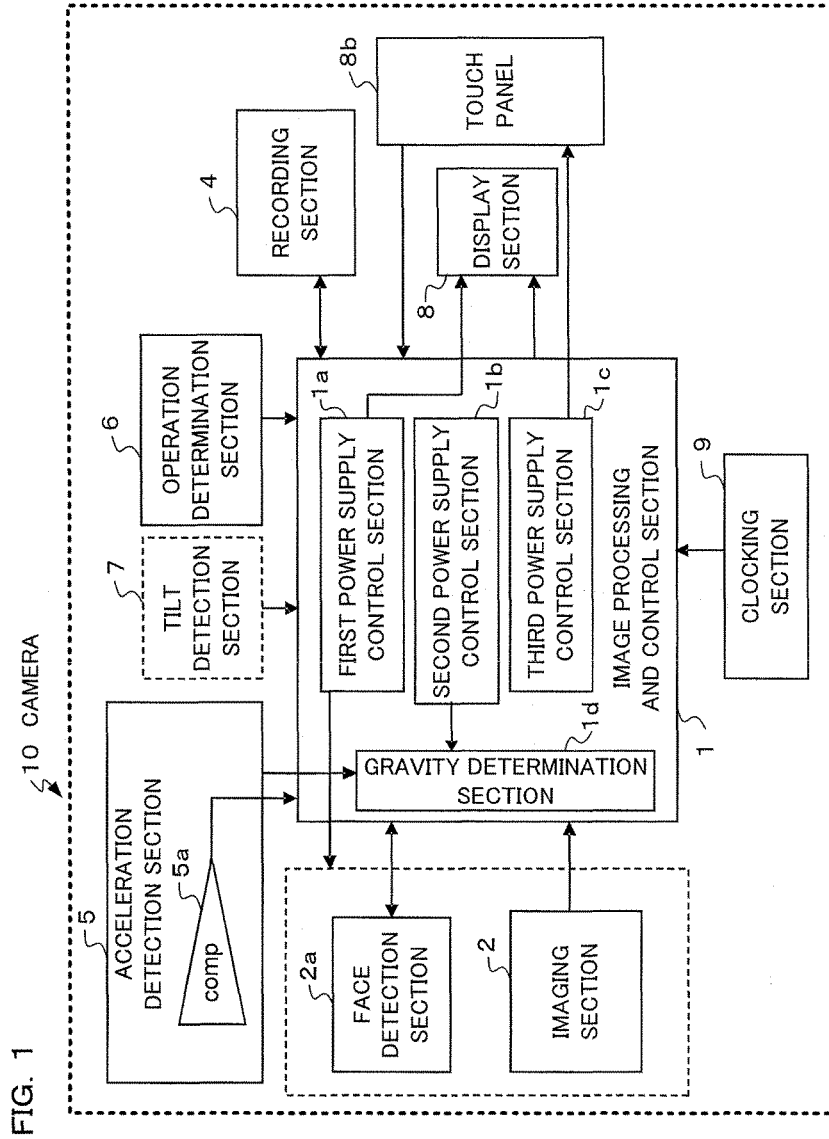 FIG. 1
10 CAMERA
5
ACCELERATION
DETECTION SECTION
5a
comp
7
TILT
DETECTION
SECTION
6
OPERATION
DETERMINATION
SECTION
4
RECORDING
SECTION
8b
TOUCH
PANEL
8
DISPLAY
SECTION
2a
FACE
DETECTION
SECTION
2
IMAGING
SECTION
1a
FIRST POWER SUPPLY
CONTROL SECTION
1b
SECOND POWER SUPPLY
CONTROL SECTION
1c
THIRD POWER SUPPLY
CONTROL SECTION
1d
GRAVITY DETERMINATION
SECTION
IMAGE PROCESSING
AND CONTROL SECTION
1
9
CLOCKING
SECTION